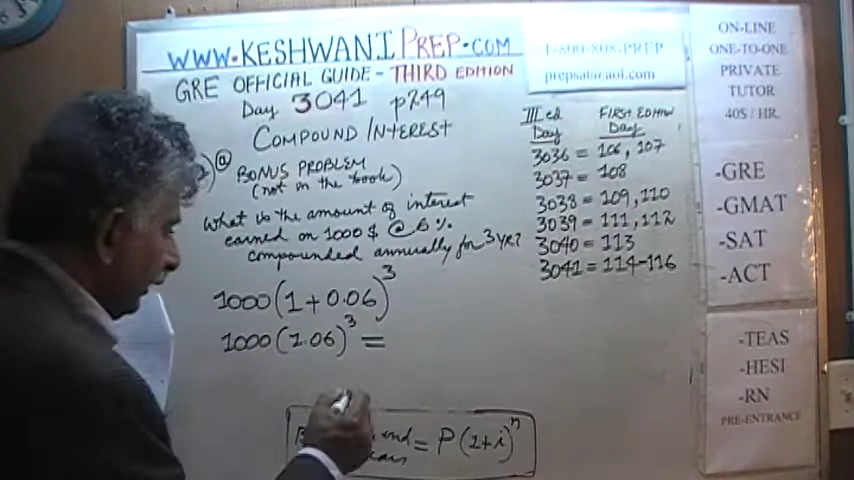 WWW.KESHWANIPREP.COM
GRE OFFICIAL GUIDE - THIRD EDITION
Day 3041 p249
COMPOUND INTEREST
@ BONUS PROBLEM
(not in the book)
What is the amount of interest
earned on 1000 $ @ 6 %
compounded annually for 3 YR?
1000(1+0.06)^3
1000(1.06)^3 =
= P(1+i)^n
1-800-808-PREP
prepsat@aol.com
III ed FIRST EDITION
Day Day
3036 = 106, 107
3037 = 108
3038 = 109, 110
3039 = 111, 112
3040 = 113
3041 = 114-116
ON-LINE
ONE-TO-ONE
PRIVATE
TUTOR
40$ / HR.
-GRE
-GMAT
-SAT
-ACT
-TEAS
-HESI
-RN
PRE-ENTRANCE